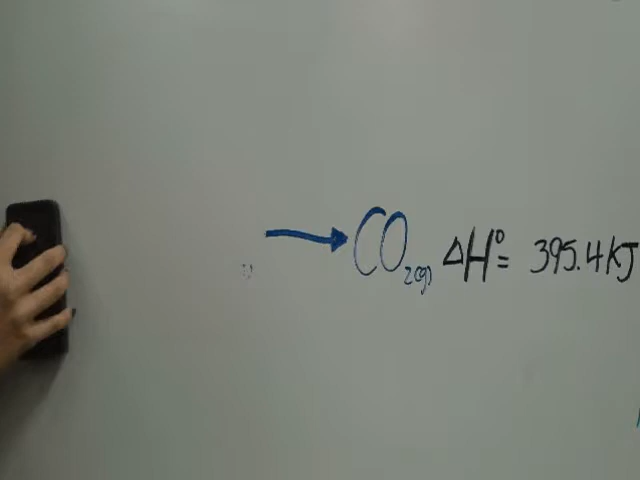 → CO₂(g) ΔH° = 395.4 KJ